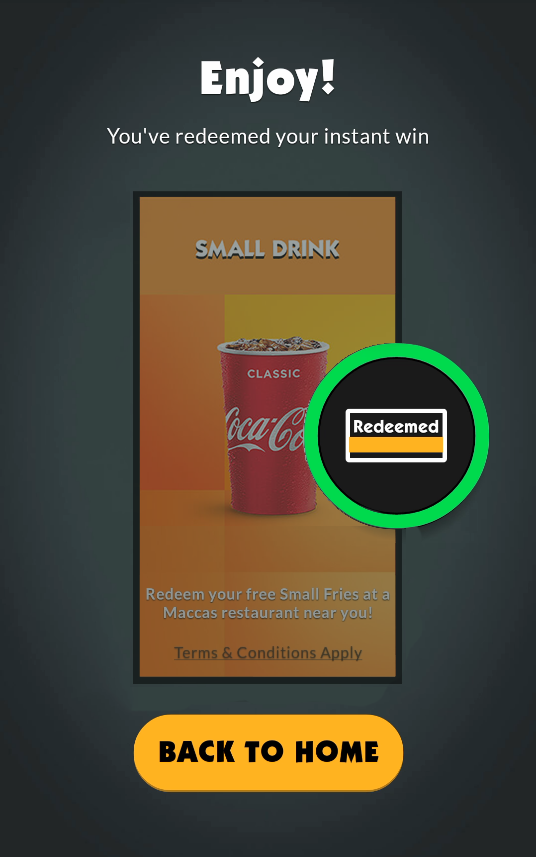 Enjoy!
You've redeemed your instant win
SMALL DRINK
CLASSIC
Coca-Co
Redeemed
Redeem your free Small Fries at a
Maccas restaurant near you!
Terms & Conditions Apply
BACK TO HOME